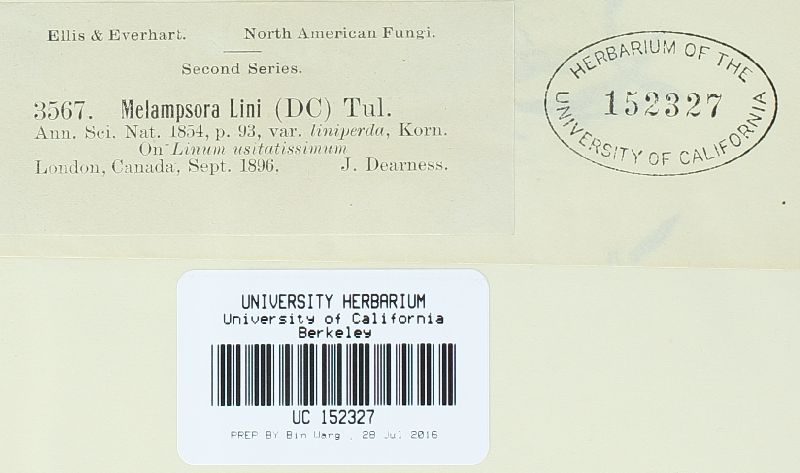 Ellis & Everhart. North American Fungi.
Second Series.
3567. Melampsora Lini (DC) Tul.
Ann. Sci. Nat. 1854, p. 93, var. liniperda, Korn.
On Linum usitatissimum
London, Canada, Sept. 1896. J. Dearness.
HERBARIUM OF THE
152327
UNIVERSITY OF CALIFORNIA
UNIVERSITY HERBARIUM
University of California
Berkeley
UC 152327
PREP BY Bin Wang , 28 Jul 2016